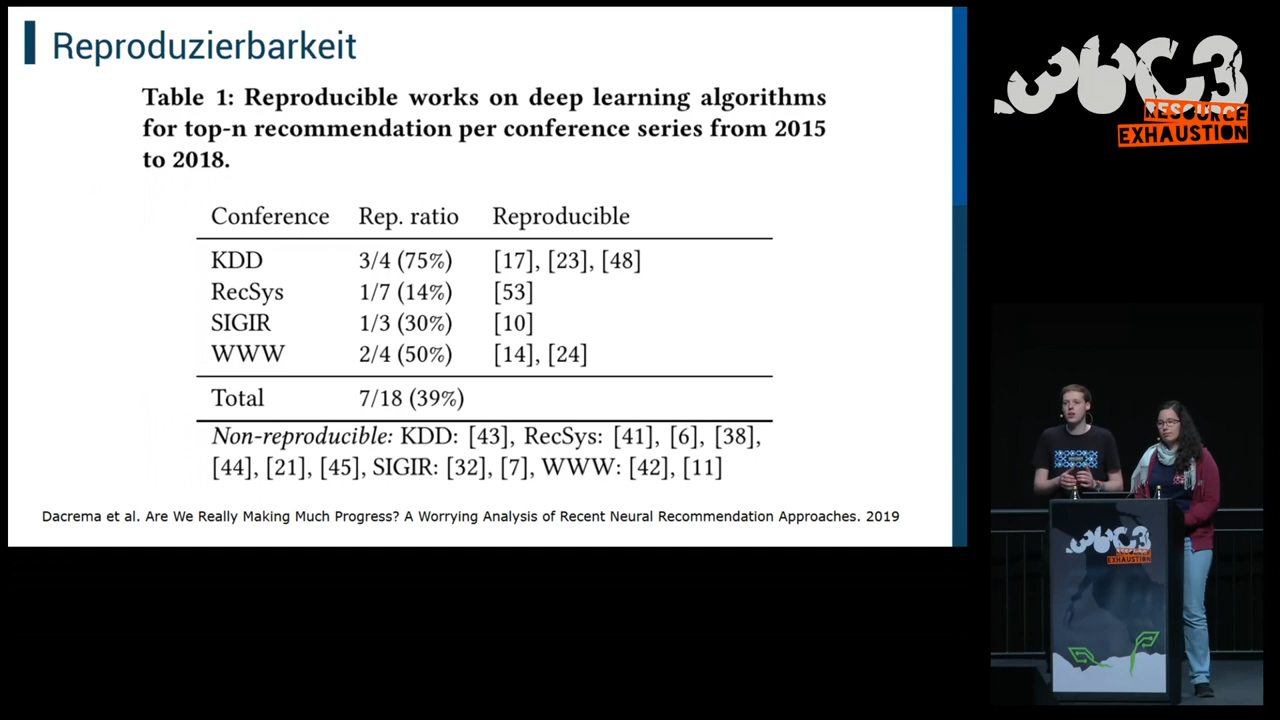 Reproduzierbarkeit
Table 1: Reproducible works on deep learning algorithms
for top-n recommendation per conference series from 2015
to 2018.
Conference Rep. ratio Reproducible
KDD 3/4 (75%) [17], [23], [48]
RecSys 1/7 (14%) [53]
SIGIR 1/3 (30%) [10]
WWW 2/4 (50%) [14], [24]
Total 7/18 (39%)
Non-reproducible: KDD: [43], RecSys: [41], [6], [38],
[44], [21], [45], SIGIR: [32], [7], WWW: [42], [11]
Dacrema et al. Are We Really Making Much Progress? A Worrying Analysis of Recent Neural Recommendation Approaches. 2019
36C3
RESOURCE
EXHAUSTION
36C3
RESOURCE
EXHAUSTION